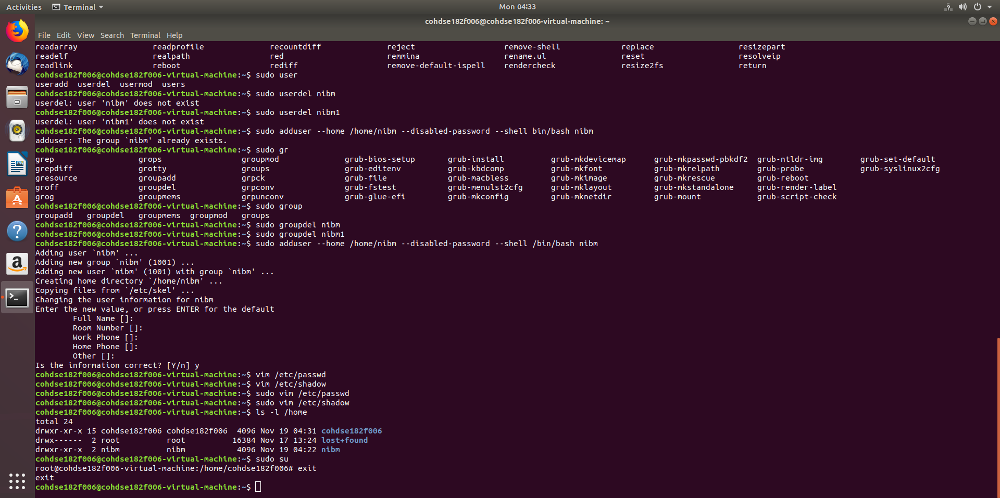 Activities Terminal Mon 04:33
cohdse182f006@cohdse182f006-virtual-machine: ~
File Edit View Search Terminal Help
readarray readprofile recountdiff reject remove-shell replace resizepart
readelf realpath red remmina rename.ul reset resolveip
readlink reboot rediff remove-default-ispell rendercheck resize2fs return
cohdse182f006@cohdse182f006-virtual-machine:~$ sudo user
useradd userdel usermod users
cohdse182f006@cohdse182f006-virtual-machine:~$ sudo userdel nibm
userdel: user 'nibm' does not exist
cohdse182f006@cohdse182f006-virtual-machine:~$ sudo userdel nibm1
userdel: user 'nibm1' does not exist
cohdse182f006@cohdse182f006-virtual-machine:~$ sudo adduser --home /home/nibm --disabled-password --shell bin/bash nibm
adduser: The group `nibm' already exists.
cohdse182f006@cohdse182f006-virtual-machine:~$ sudo gr
grep grops groupmod grub-bios-setup grub-install grub-mkdevicemap grub-mkpasswd-pbkdf2 grub-ntldr-img grub-set-default
grepdiff grotty groups grub-editenv grub-kbdcomp grub-mkfont grub-mkrelpath grub-probe grub-syslinux2cfg
gresource groupadd grpck grub-file grub-macbless grub-mkimage grub-mkrescue grub-reboot
groff groupdel grpconv grub-fstest grub-menulst2cfg grub-mklayout grub-mkstandalone grub-render-label
grog groupmems grpunconv grub-glue-efi grub-mkconfig grub-mknetdir grub-mount grub-script-check
cohdse182f006@cohdse182f006-virtual-machine:~$ sudo group
groupadd groupdel groupmems groupmod groups
cohdse182f006@cohdse182f006-virtual-machine:~$ sudo groupdel nibm
cohdse182f006@cohdse182f006-virtual-machine:~$ sudo groupdel nibm1
cohdse182f006@cohdse182f006-virtual-machine:~$ sudo adduser --home /home/nibm --disabled-password --shell /bin/bash nibm
Adding user `nibm' ...
Adding new group `nibm' (1001) ...
Adding new user `nibm' (1001) with group `nibm' ...
Creating home directory `/home/nibm' ...
Copying files from `/etc/skel' ...
Changing the user information for nibm
Enter the new value, or press ENTER for the default
Full Name []:
Room Number []:
Work Phone []:
Home Phone []:
Other []:
Is the information correct? [Y/n] y
cohdse182f006@cohdse182f006-virtual-machine:~$ vim /etc/passwd
cohdse182f006@cohdse182f006-virtual-machine:~$ vim /etc/shadow
cohdse182f006@cohdse182f006-virtual-machine:~$ sudo vim /etc/passwd
cohdse182f006@cohdse182f006-virtual-machine:~$ sudo vim /etc/shadow
cohdse182f006@cohdse182f006-virtual-machine:~$ ls -l /home
total 24
drwxr-xr-x 15 cohdse182f006 cohdse182f006 4096 Nov 19 04:31 cohdse182f006
drwx------ 2 root root 16384 Nov 17 13:24 lost+found
drwxr-xr-x 2 nibm nibm 4096 Nov 19 04:22 nibm
cohdse182f006@cohdse182f006-virtual-machine:~$ sudo su
root@cohdse182f006-virtual-machine:/home/cohdse182f006# exit
exit
cohdse182f006@cohdse182f006-virtual-machine:~$